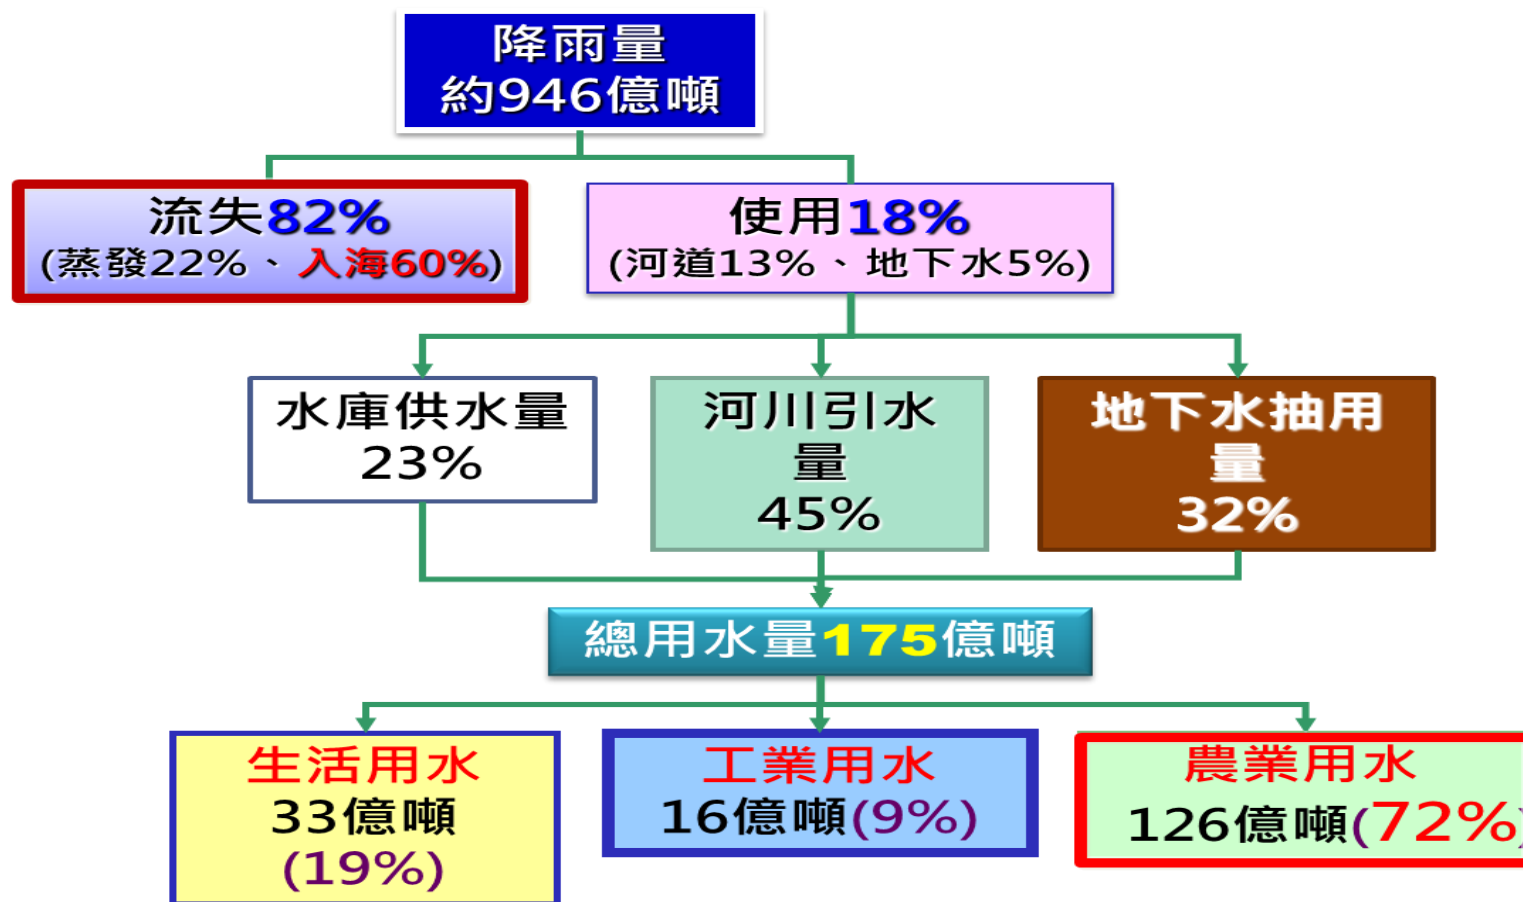 降雨量
約946億噸
流失82%
(蒸發22%、入海60%)
使用18%
(河道13%、地下水5%)
水庫供水量
23%
河川引水
量
45%
地下水抽用
量
32%
總用水量175億噸
生活用水
33億噸
(19%)
工業用水
16億噸(9%)
農業用水
126億噸(72%)